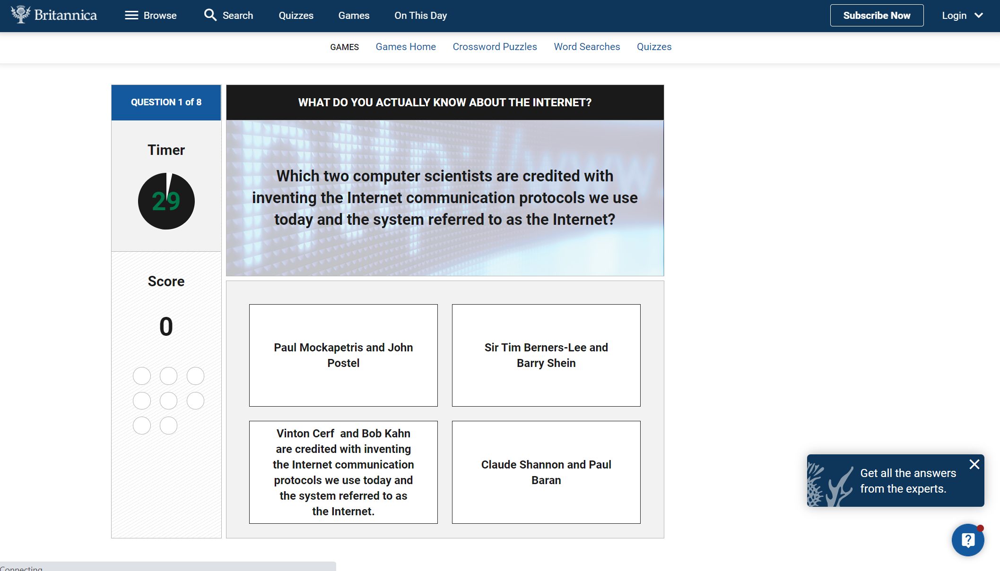 Britannica
Browse
Search
Quizzes
Games
On This Day
Subscribe Now
Login
GAMES
Games Home
Crossword Puzzles
Word Searches
Quizzes
QUESTION 1 of 8
WHAT DO YOU ACTUALLY KNOW ABOUT THE INTERNET?
Timer
29
Score
0
www.
Which two computer scientists are credited with
inventing the Internet communication protocols we use
today and the system referred to as the Internet?
Paul Mockapetris and John
Postel
Sir Tim Berners-Lee and
Barry Shein
Vinton Cerf  and Bob Kahn
are credited with inventing
the Internet communication
protocols we use today and
the system referred to as
the Internet.
Claude Shannon and Paul
Baran
Get all the answers
from the experts.
?
Connecting